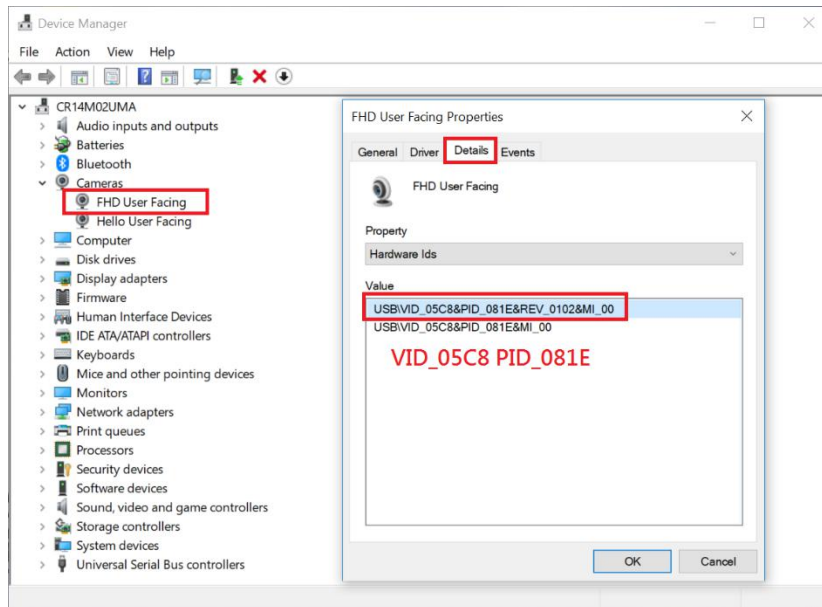 Device Manager
File Action View Help
CR14M02UMA
Audio inputs and outputs
Batteries
Bluetooth
Cameras
FHD User Facing
Hello User Facing
Computer
Disk drives
Display adapters
Firmware
Human Interface Devices
IDE ATA/ATAPI controllers
Keyboards
Mice and other pointing devices
Monitors
Network adapters
Print queues
Processors
Security devices
Software devices
Sound, video and game controllers
Storage controllers
System devices
Universal Serial Bus controllers
FHD User Facing Properties
General Driver Details Events
FHD User Facing
Property
Hardware Ids
Value
USB\VID_05C8&PID_081E&REV_0102&MI_00
USB\VID_05C8&PID_081E&MI_00
VID_05C8 PID_081E
OK Cancel